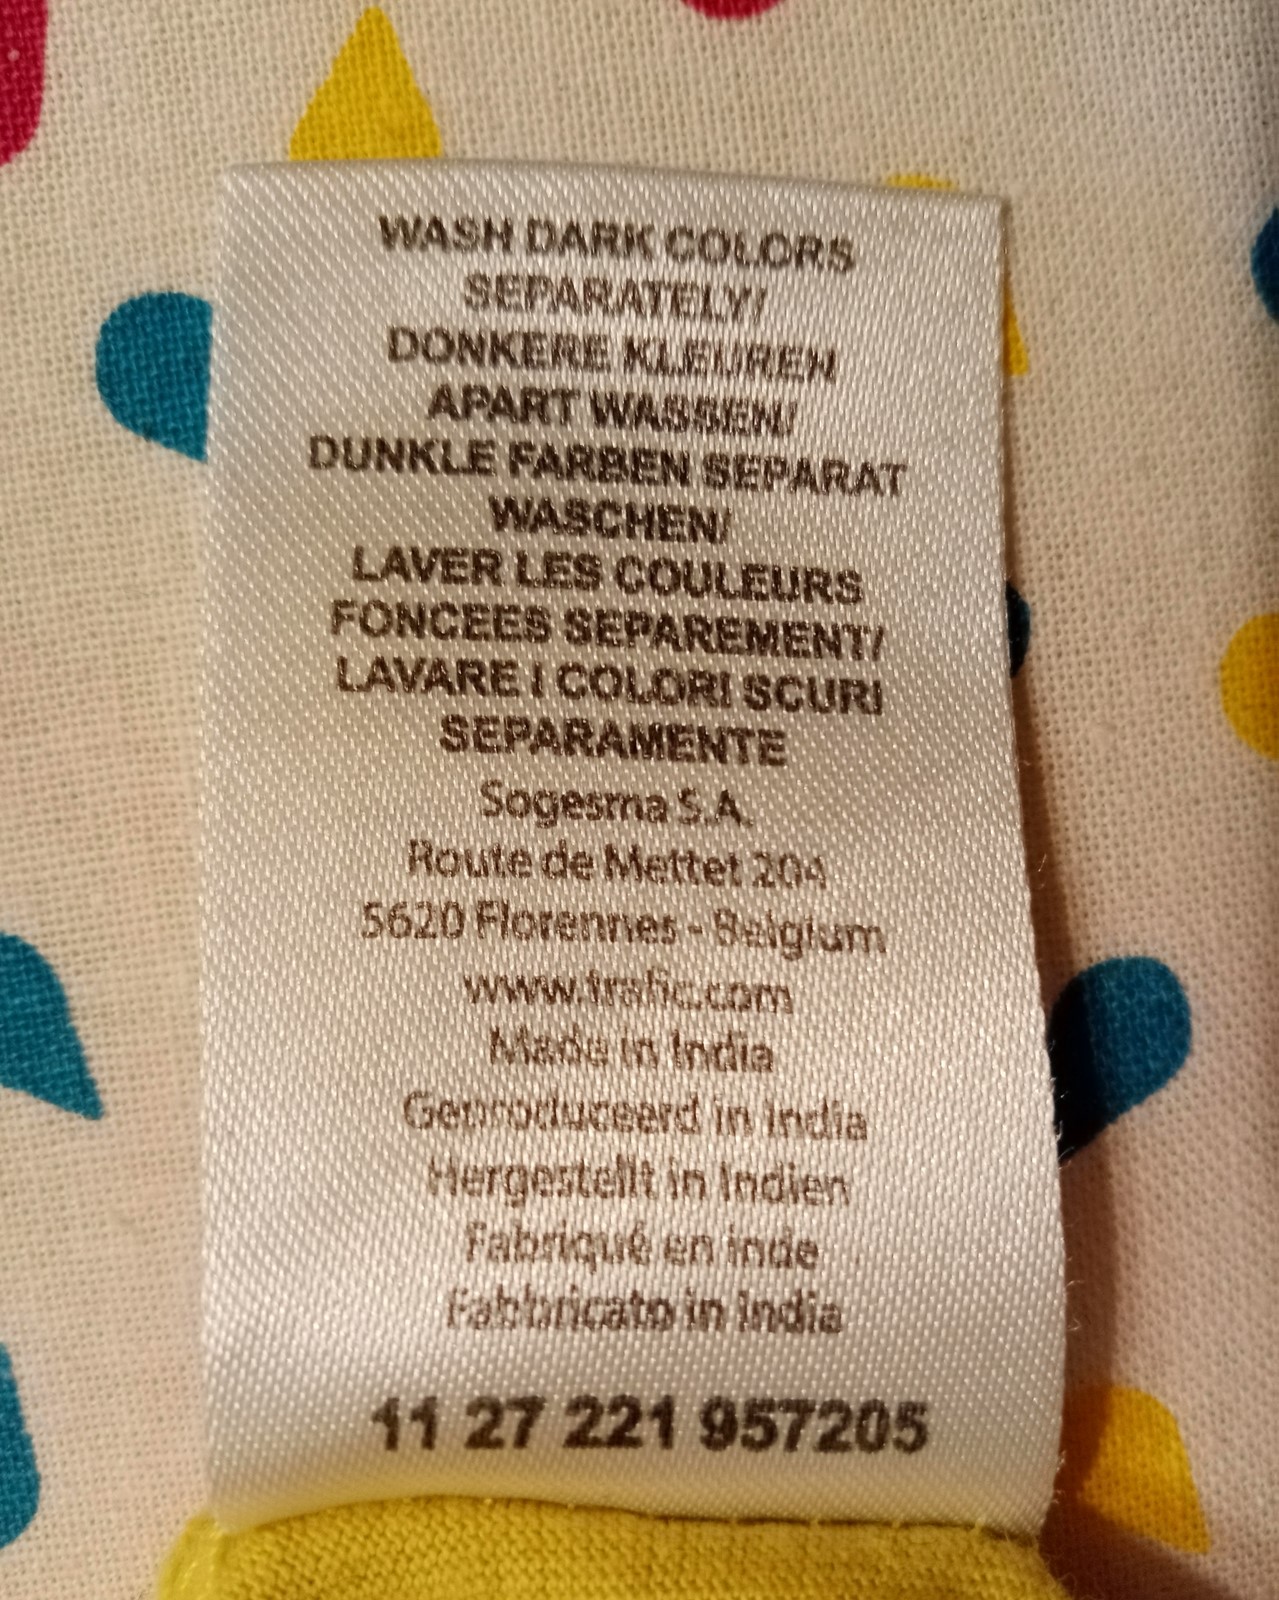 WASH DARK COLORS
SEPARATELY/
DONKERE KLEUREN
APART WASSEN/
DUNKLE FARBEN SEPARAT
WASCHEN/
LAVER LES COULEURS
FONCEES SEPAREMENT/
LAVARE I COLORI SCURI
SEPARAMENTE
Sogesma S.A.
Route de Mettet 204
5620 Florennes - Belgium
www.trafic.com
Made in India
Geproduceerd in India
Hergestellt in Indien
Fabriqué en inde
Fabbricato in India
11 27 221 957205